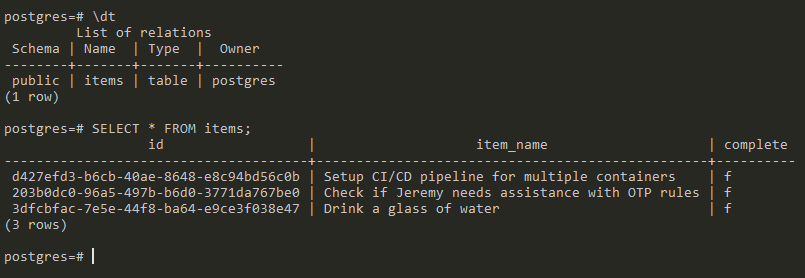 postgres=# \dt
         List of relations
 Schema | Name  | Type  |  Owner
--------+-------+-------+----------
 public | items | table | postgres
(1 row)

postgres=# SELECT * FROM items;
                  id                  |                    item_name                    | complete
--------------------------------------+-------------------------------------------------+----------
 d427efd3-b6cb-40ae-8648-e8c94bd56c0b | Setup CI/CD pipeline for multiple containers    | f
 203b0dc0-96a5-497b-b6d0-3771da767be0 | Check if Jeremy needs assistance with OTP rules | f
 3dfcbfac-7e5e-44f8-ba64-e9ce3f038e47 | Drink a glass of water                          | f
(3 rows)

postgres=#